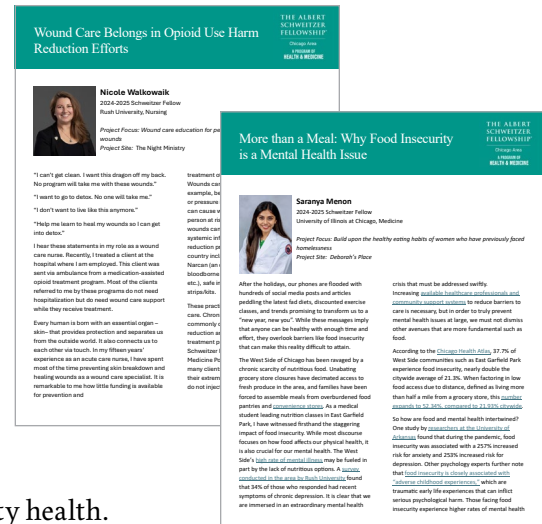 Wound Care Belongs in Opioid Use Harm
Reduction Efforts
THE ALBERT
SCHWEITZER
FELLOWSHIP
Chicago Area
A PROGRAM OF
HEALTH & MEDICINE
Nicole Walkowaik
2024-2025 Schweitzer Fellow
Rush University, Nursing
Project Focus: Wound care education for pe
wounds
Project Site: The Night Ministry
"I can't get clean. I want this dragon off my back.
No program will take me with these wounds."
"I want to go to detox. No one will take me."
"I don't want to live like this anymore."
"Help me learn to heal my wounds so I can get
into detox."
I hear these statements in my role as a wound
care nurse. Recently, I treated a client at the
hospital where I am employed. This client was
sent via ambulance from a medication-assisted
opioid treatment program. Most of the clients
referred to me by these programs do not need
hospitalization but do need wound care support
while they receive treatment.
Every human is born with an essential organ –
skin– that provides protection and separates us
from the outside. It also connects us to
each other via touch. In my fifteen years'
experience as an acute care nurse, I have spent
most of the time preventing skin breakdown and
healing wounds as a wound care specialist. It is
remarkable to me how little funding is available
for prevention and
treatment o
Wounds ca
example, be
or pressure
can cause w
person at ris
wounds can
systemic inf
reduction p
country incl
Narcan (an
bloodborne
etc.), safe i
strips/kits.
These practi
care. Chron
commonly
reduction a
treatment p
Schweitzer
Medicine Po
many client
their extrem
do not injec
More than a Meal: Why Food Insecurity
is a Mental Health Issue
THE ALBERT
SCHWEITZER
FELLOWSHIP
Chicago Area
A PROGRAM OF
HEALTH & MEDICINE
Saranya Menon
2024-2025 Schweitzer Fellow
University of Illinois at Chicago, Medicine
Project Focus: Build upon the healthy eating habits of women who have previously faced
homelessness
Project Site: Deborah's Place
After the holidays, our phones are flooded with
hundreds of social media posts and articles
peddling the latest fad diets, discounted exercise
classes, and trends promising to transform us to a
"new year, new you". While these messages imply
that anyone can be healthy with enough time and
effort, they overlook barriers like food insecurity
that can make this reality difficult to attain.
The West Side of Chicago has been ravaged by a
chronic scarcity of nutritious food. Unabating
grocery store closures have decimated access to
fresh produce in the area, and families have been
forced to assemble meals from overburdened food
pantries and convenience stores. As a medical
student leading nutrition classes in East Garfield
Park, I have witnessed firsthand the staggering
impact of food insecurity. While most discourse
focuses on how food affects our physical health, it
is also crucial for our mental health. The West
Side's high rate of mental illness may be fueled in
part by the lack of nutritious options. A survey
conducted in the area by Rush University found
that 34% of those who responded had recent
symptoms of chronic depression. It is clear that we
are immersed in an extraordinary mental health
crisis that must be addressed swiftly.
Increasing available healthcare professionals and
community support systems to reduce barriers to
care is necessary, but in order to truly prevent
mental health issues at large, we must not dismiss
other avenues that are more fundamental such as
food.
According to the Chicago Health Atlas, 37.7% of
West Side communities such as East Garfield Park
experience food insecurity, nearly double the
citywide average of 21.3%. When factoring in low
food access due to distance, defined as living more
than half a mile from a grocery store, this number
expands to 52.34%, compared to 21.93% citywide.
So how are food and mental health intertwined?
One study by researchers at the University of
Arkansas found that during the pandemic, food
insecurity was associated with a 257% increased
risk for anxiety and 253% increased risk for
depression. Other psychology experts further note
that food insecurity is closely associated with
"adverse childhood experiences," which are
traumatic early life experiences that can inflict
serious psychological harm. Those facing food
insecurity experience higher rates of mental health
ty health.